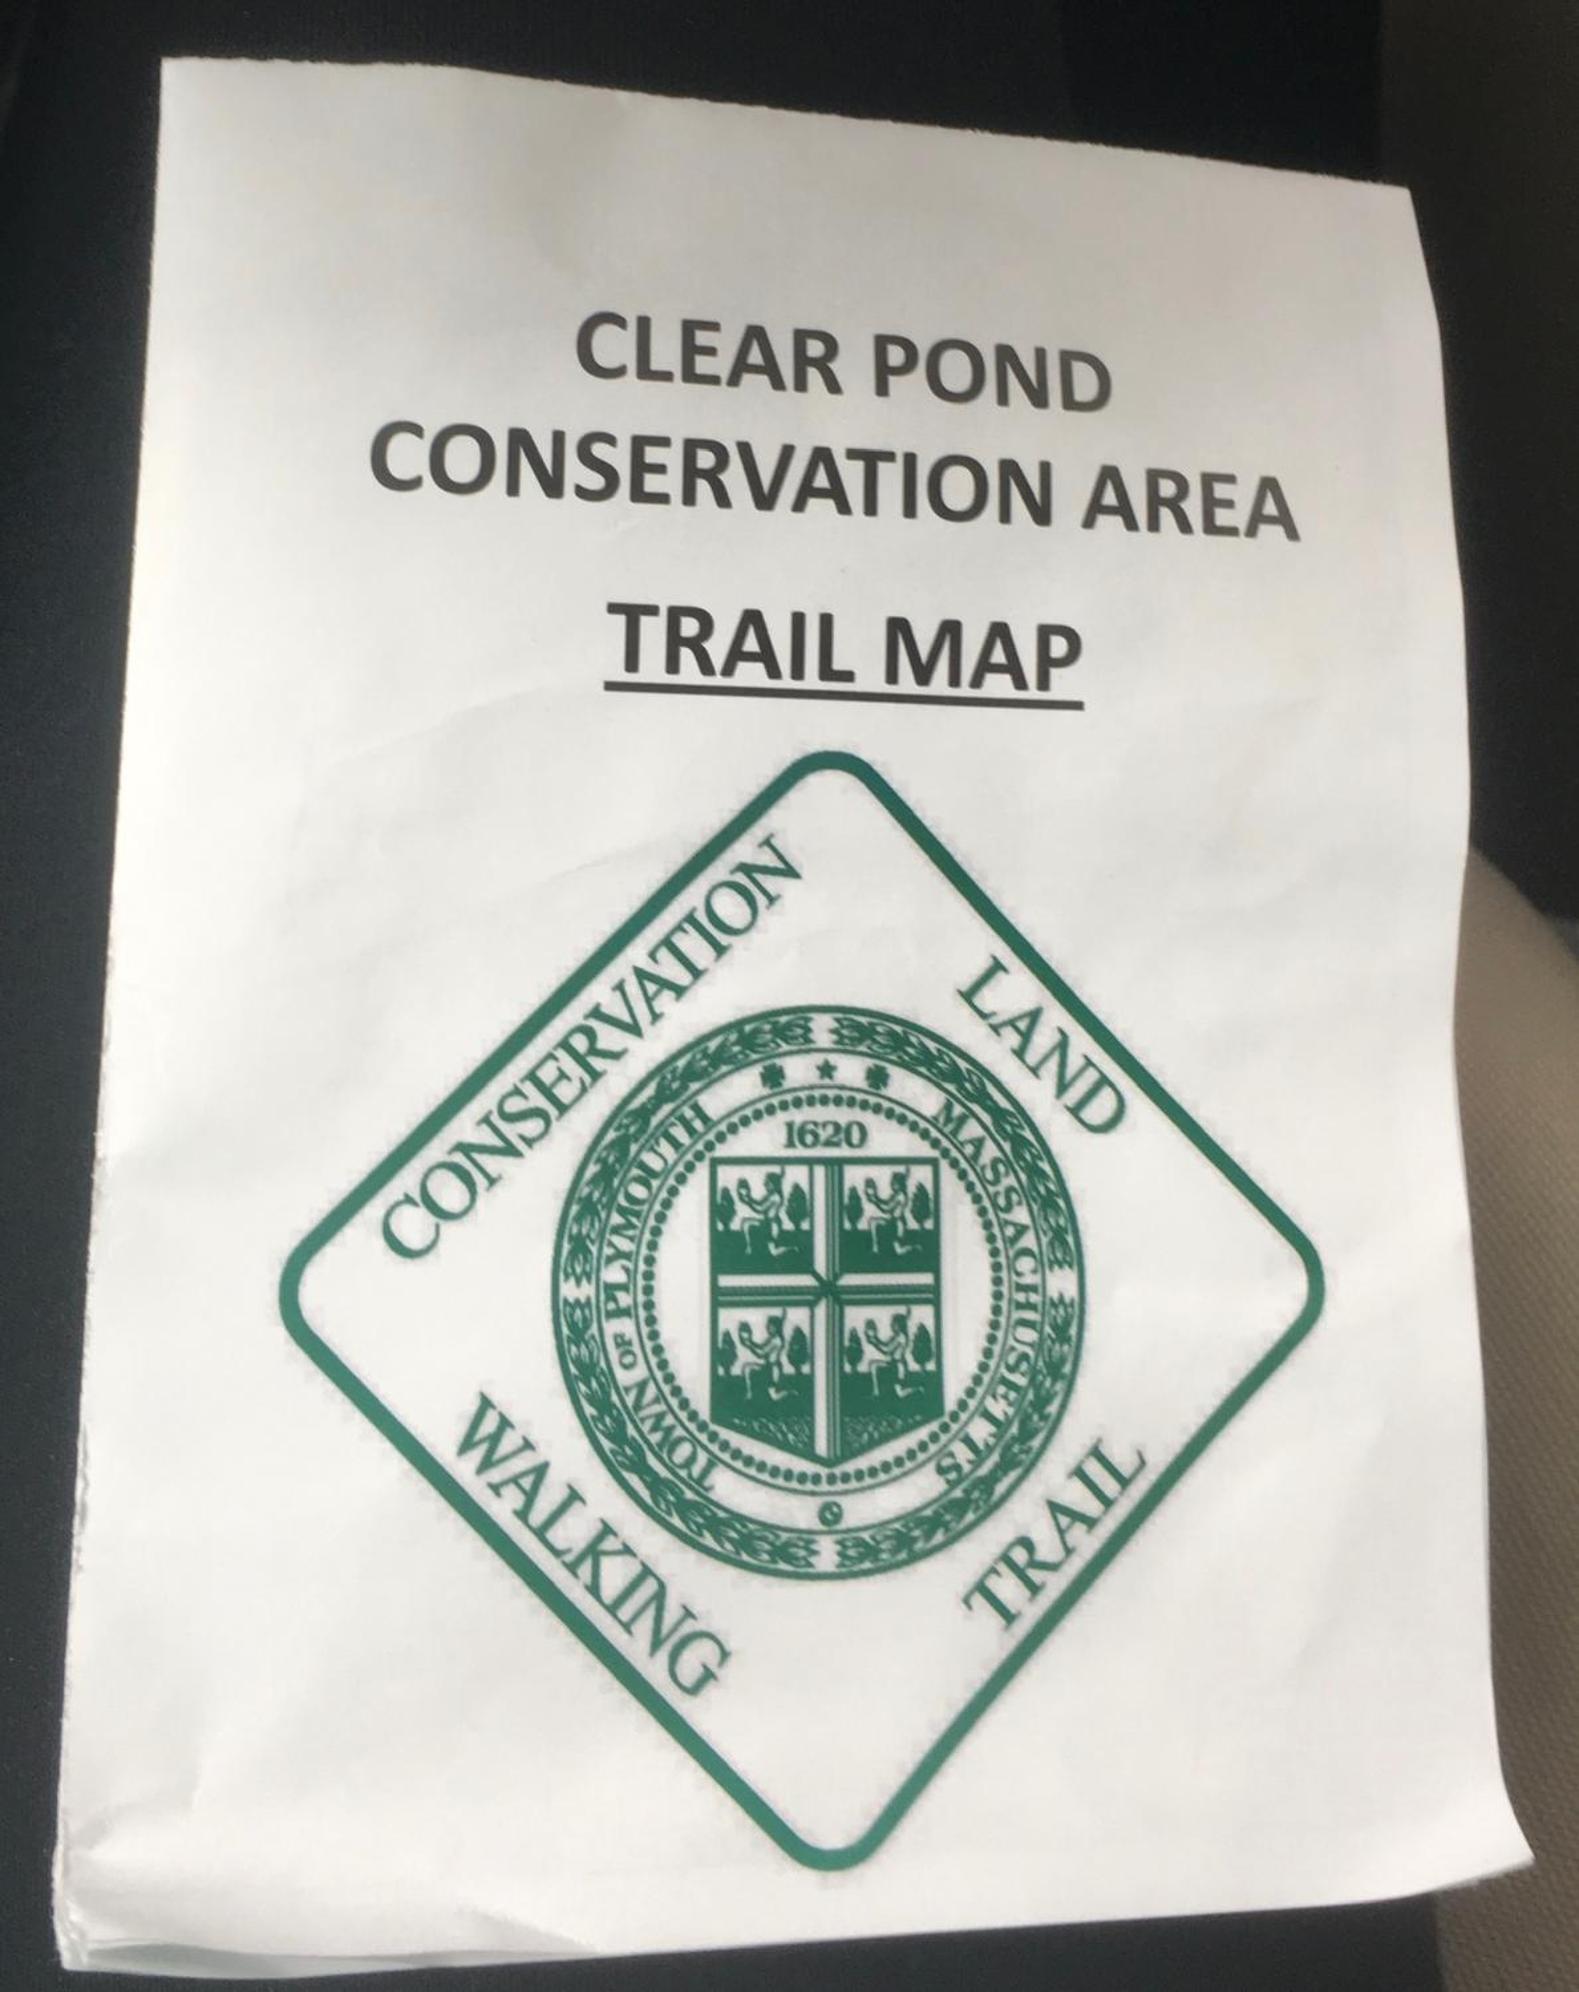 CLEAR POND
CONSERVATION AREA
TRAIL MAP
CONSERVATION
LAND
TOWN OF PLYMOUTH
MASSACHUSETTS
1620
WALKING
TRAIL